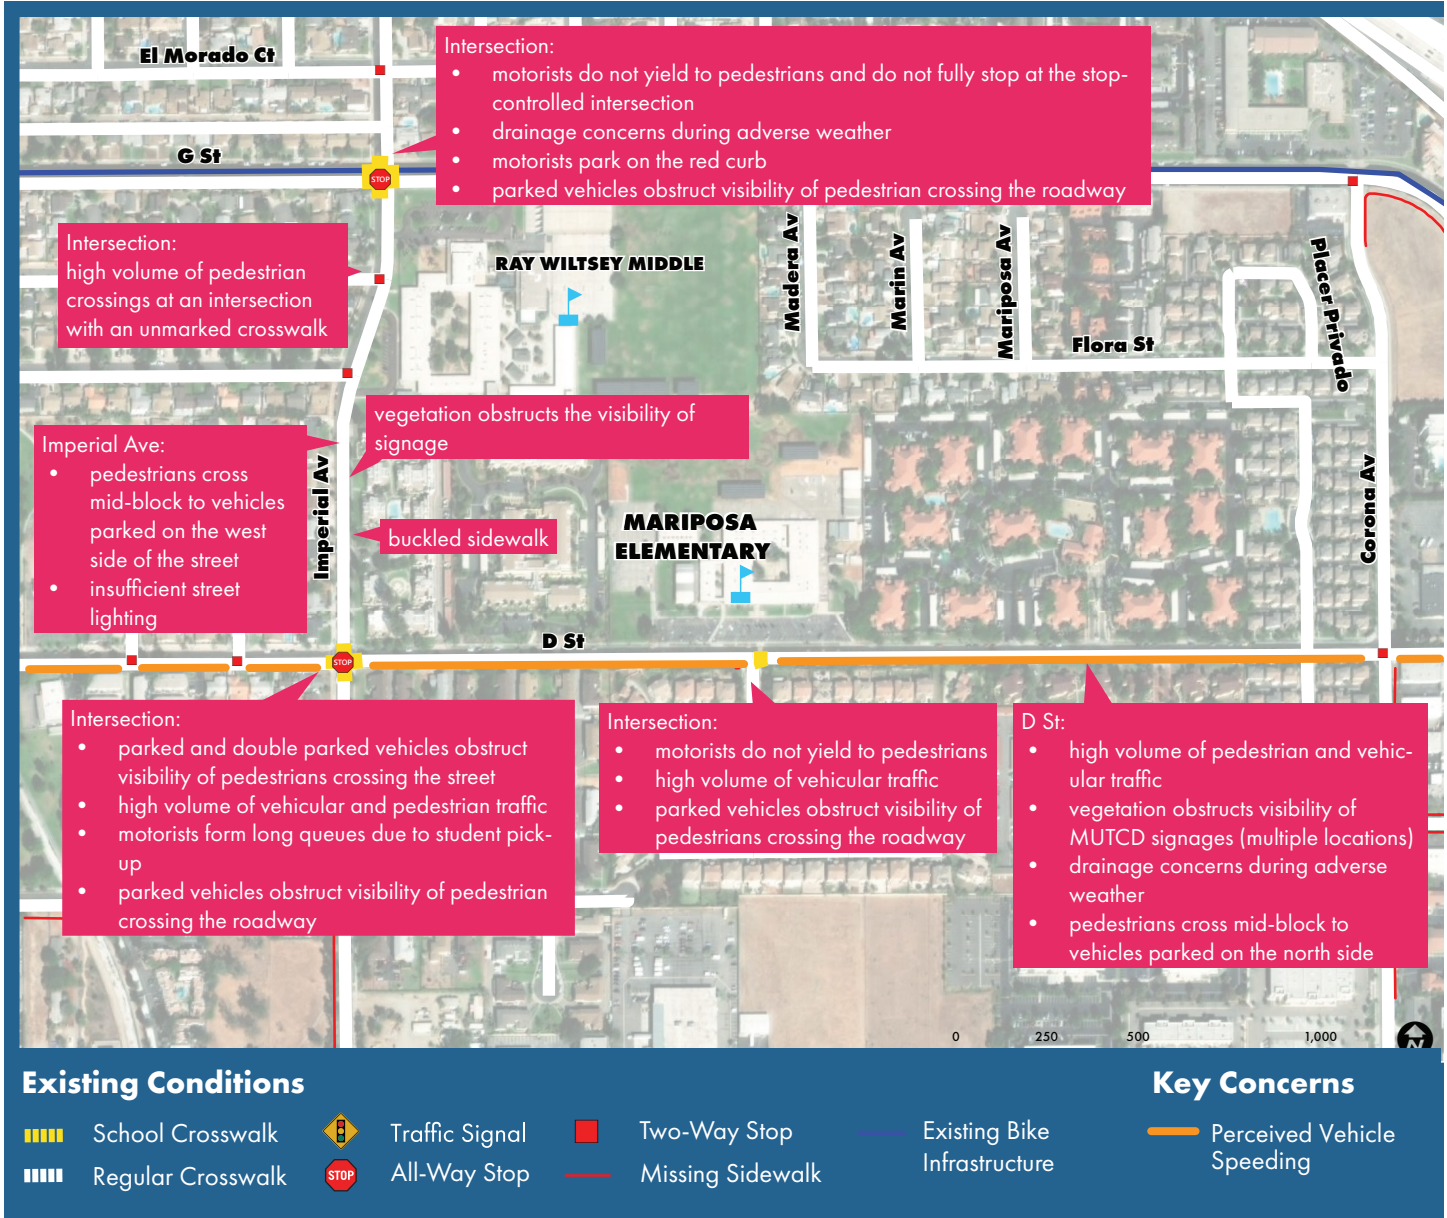 El Morado Ct
Intersection:
• motorists do not yield to pedestrians and do not fully stop at the stop-
controlled intersection
• drainage concerns during adverse weather
• motorists park on the red curb
• parked vehicles obstruct visibility of pedestrian crossing the roadway
G St
STOP
Intersection:
high volume of pedestrian
crossings at an intersection
with an unmarked crosswalk
RAY WILTSEY MIDDLE
Madera Av
Marin Av
Mariposa Av
Flora St
Placer Privado
Corona Av
vegetation obstructs the visibility of
signage
Imperial Ave:
• pedestrians cross
mid-block to vehicles
parked on the west
side of the street
• insufficient street
lighting
Imperial Av
buckled sidewalk
MARIPOSA
ELEMENTARY
D St
STOP
Intersection:
• parked and double parked vehicles obstruct
visibility of pedestrians crossing the street
• high volume of vehicular and pedestrian traffic
• motorists form long queues due to student pick-
up
• parked vehicles obstruct visibility of pedestrian
crossing the roadway
Intersection:
• motorists do not yield to pedestrians
• high volume of vehicular traffic
• parked vehicles obstruct visibility of
pedestrians crossing the roadway
D St:
• high volume of pedestrian and vehic-
ular traffic
• vegetation obstructs visibility of
MUTCD signages (multiple locations)
• drainage concerns during adverse
weather
• pedestrians cross mid-block to
vehicles parked on the north side
0 250 500 1,000
N
Existing Conditions
School Crosswalk
Regular Crosswalk
Traffic Signal
STOP
All-Way Stop
Two-Way Stop
Missing Sidewalk
Existing Bike
Infrastructure
Key Concerns
Perceived Vehicle
Speeding